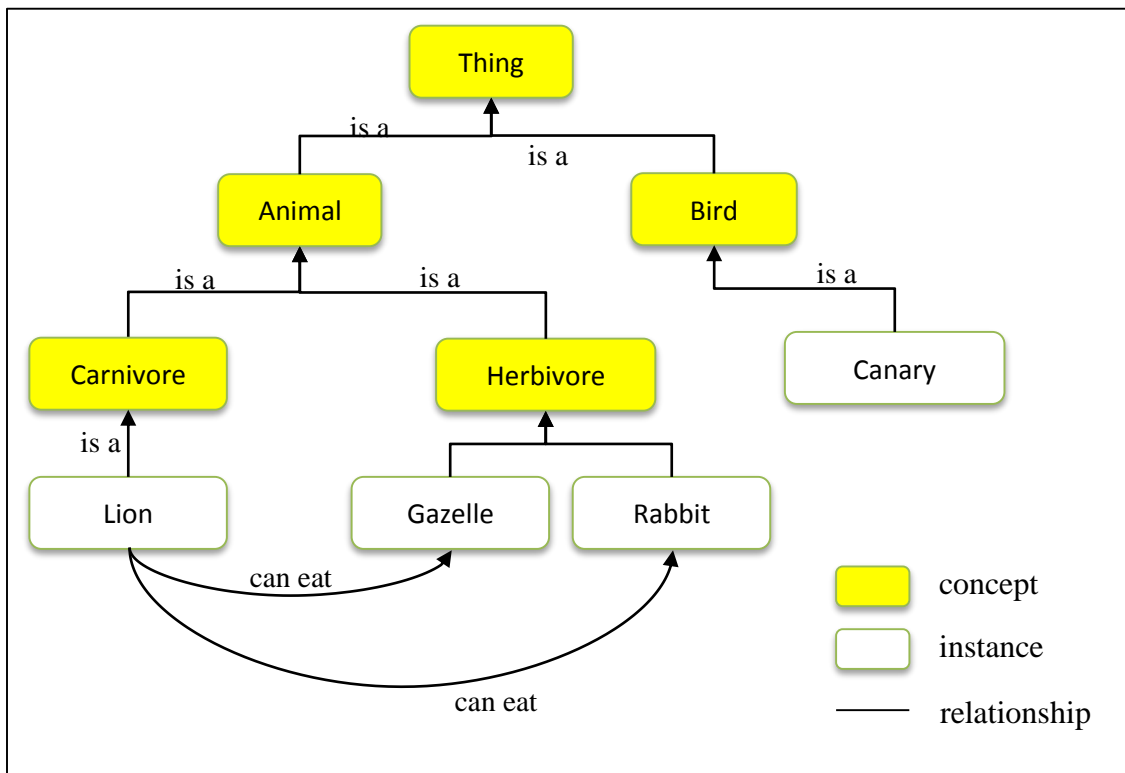 Thing
is a
is a
Animal
Bird
is a
is a
is a
Carnivore
Herbivore
Canary
is a
Lion
Gazelle
Rabbit
can eat
can eat
concept
instance
relationship